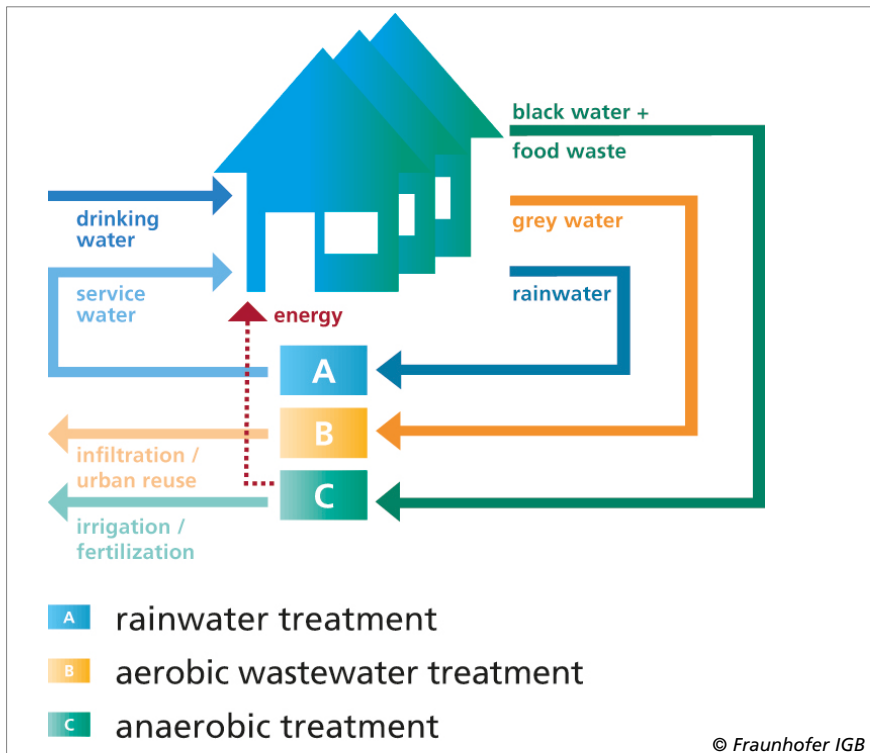 black water +
food waste
drinking
water
grey water
service
water
rainwater
energy
A
B
infiltration /
urban reuse
C
irrigation /
fertilization
A rainwater treatment
B aerobic wastewater treatment
C anaerobic treatment
© Fraunhofer IGB